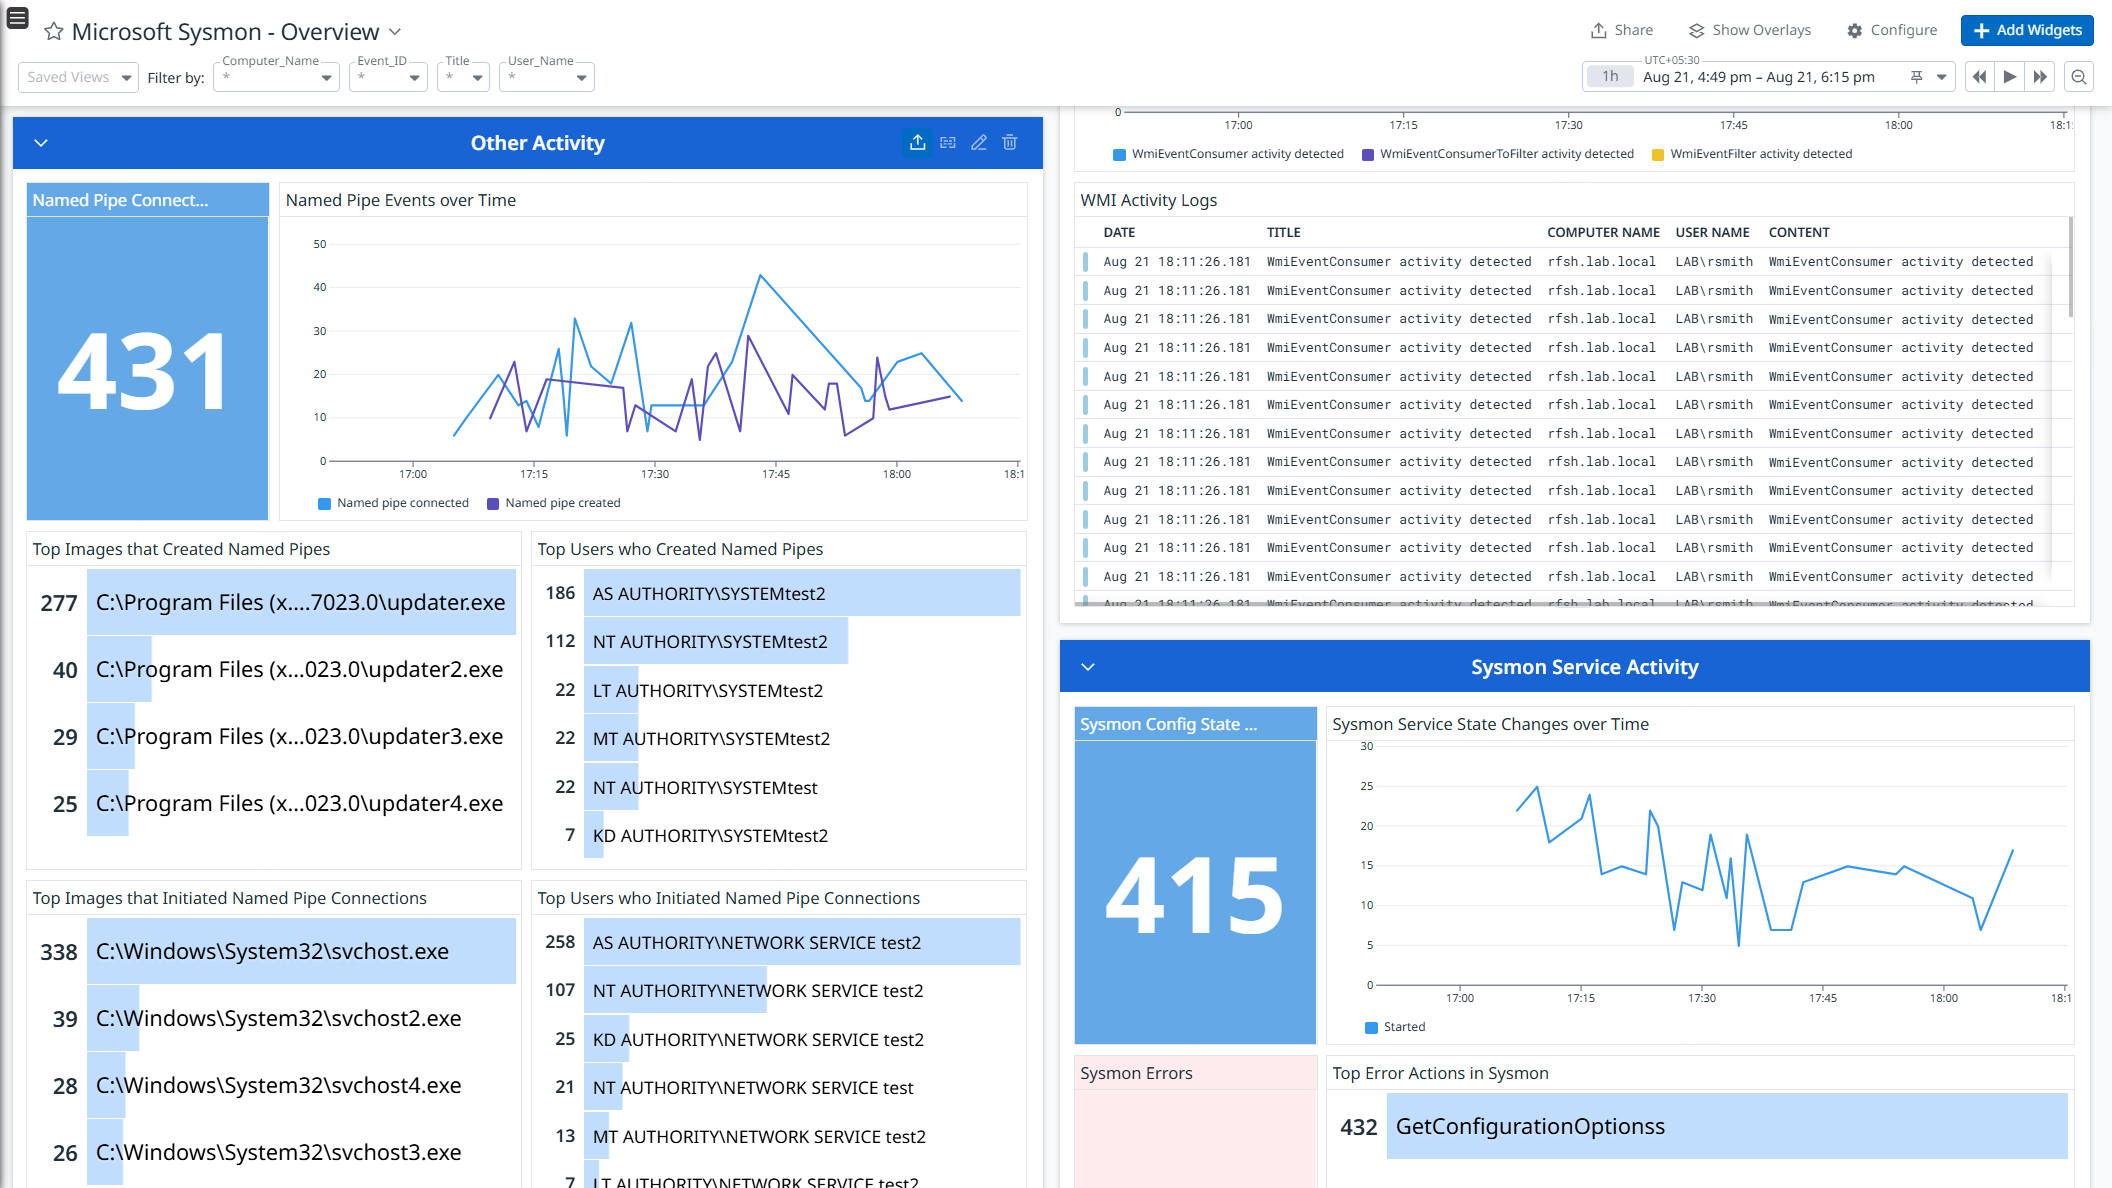 Microsoft Sysmon - Overview
Share
Show Overlays
Configure
Add Widgets
Saved Views
Filter by:
Computer_Name
*
Event_ID
*
Title
*
User_Name
*
UTC+05:30
1h
Aug 21, 4:49 pm – Aug 21, 6:15 pm
Other Activity
Named Pipe Connect...
431
Named Pipe Events over Time
50
40
30
20
10
0
17:00 17:15 17:30 17:45 18:00 18:1
Named pipe connected Named pipe created
Top Images that Created Named Pipes
277 C:\Program Files (x....7023.0\updater.exe
40 C:\Program Files (x...023.0\updater2.exe
29 C:\Program Files (x...023.0\updater3.exe
25 C:\Program Files (x...023.0\updater4.exe
Top Users who Created Named Pipes
186 AS AUTHORITY\SYSTEMtest2
112 NT AUTHORITY\SYSTEMtest2
22 LT AUTHORITY\SYSTEMtest2
22 MT AUTHORITY\SYSTEMtest2
22 NT AUTHORITY\SYSTEMtest
7 KD AUTHORITY\SYSTEMtest2
Top Images that Initiated Named Pipe Connections
338 C:\Windows\System32\svchost.exe
39 C:\Windows\System32\svchost2.exe
28 C:\Windows\System32\svchost4.exe
26 C:\Windows\System32\svchost3.exe
Top Users who Initiated Named Pipe Connections
258 AS AUTHORITY\NETWORK SERVICE test2
107 NT AUTHORITY\NETWORK SERVICE test2
25 KD AUTHORITY\NETWORK SERVICE test2
21 NT AUTHORITY\NETWORK SERVICE test
13 MT AUTHORITY\NETWORK SERVICE test2
7 LT AUTHORITY\NETWORK SERVICE test2
0
17:00 17:15 17:30 17:45 18:00 18:1
WmiEventConsumer activity detected WmiEventConsumerToFilter activity detected WmiEventFilter activity detected
WMI Activity Logs
DATE TITLE COMPUTER NAME USER NAME CONTENT
Aug 21 18:11:26.181 WmiEventConsumer activity detected rfsh.lab.local LAB\rsmith WmiEventConsumer activity detected
Aug 21 18:11:26.181 WmiEventConsumer activity detected rfsh.lab.local LAB\rsmith WmiEventConsumer activity detected
Aug 21 18:11:26.181 WmiEventConsumer activity detected rfsh.lab.local LAB\rsmith WmiEventConsumer activity detected
Aug 21 18:11:26.181 WmiEventConsumer activity detected rfsh.lab.local LAB\rsmith WmiEventConsumer activity detected
Aug 21 18:11:26.181 WmiEventConsumer activity detected rfsh.lab.local LAB\rsmith WmiEventConsumer activity detected
Aug 21 18:11:26.181 WmiEventConsumer activity detected rfsh.lab.local LAB\rsmith WmiEventConsumer activity detected
Aug 21 18:11:26.181 WmiEventConsumer activity detected rfsh.lab.local LAB\rsmith WmiEventConsumer activity detected
Aug 21 18:11:26.181 WmiEventConsumer activity detected rfsh.lab.local LAB\rsmith WmiEventConsumer activity detected
Aug 21 18:11:26.181 WmiEventConsumer activity detected rfsh.lab.local LAB\rsmith WmiEventConsumer activity detected
Aug 21 18:11:26.181 WmiEventConsumer activity detected rfsh.lab.local LAB\rsmith WmiEventConsumer activity detected
Aug 21 18:11:26.181 WmiEventConsumer activity detected rfsh.lab.local LAB\rsmith WmiEventConsumer activity detected
Aug 21 18:11:26.181 WmiEventConsumer activity detected rfsh.lab.local LAB\rsmith WmiEventConsumer activity detected
Aug 21 18:11:26.181 WmiEventConsumer activity detected rfsh.lab.local LAB\rsmith WmiEventConsumer activity detected
Sysmon Service Activity
Sysmon Config State ...
415
Sysmon Service State Changes over Time
30
25
20
15
10
5
0
17:00 17:15 17:30 17:45 18:00 18:1
Started
Sysmon Errors
Top Error Actions in Sysmon
432 GetConfigurationOptionss